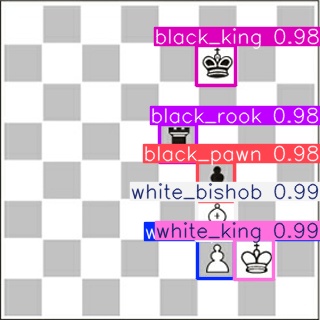 black_king 0.98
black_rook 0.98
black_pawn 0.98
white_bishob 0.99
white_king 0.99